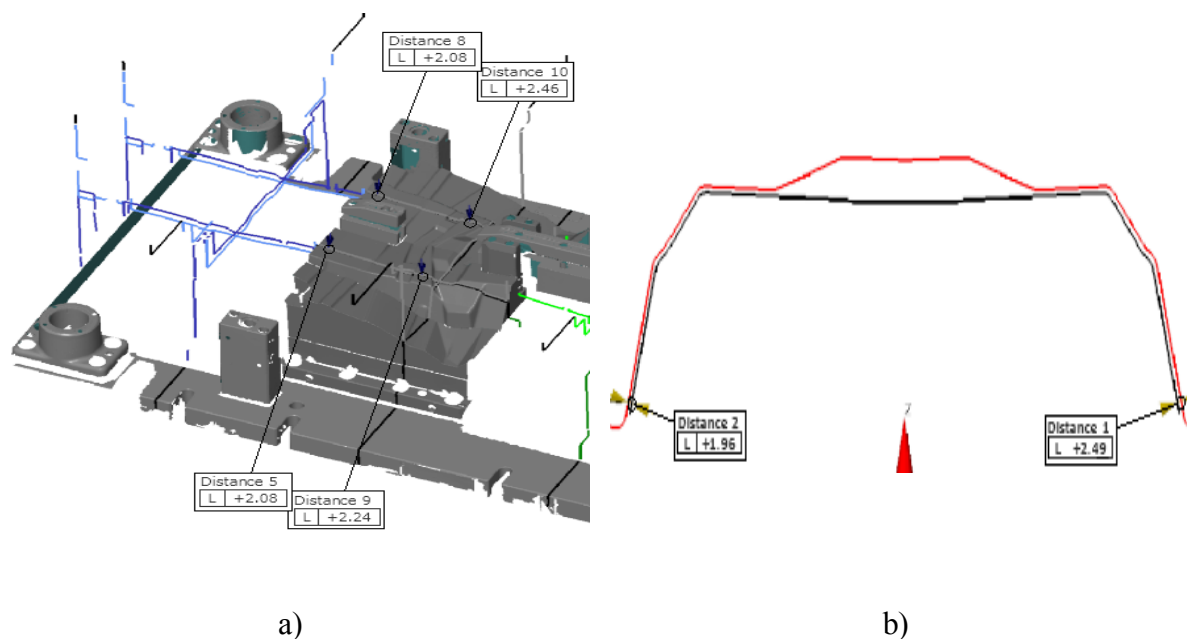 Distance 8
L +2.08
Distance 10
L +2.46
Distance 5
L +2.08
Distance 9
L +2.24
Distance 2
L +1.96
Z
Distance 1
L +2.49
a)
b)